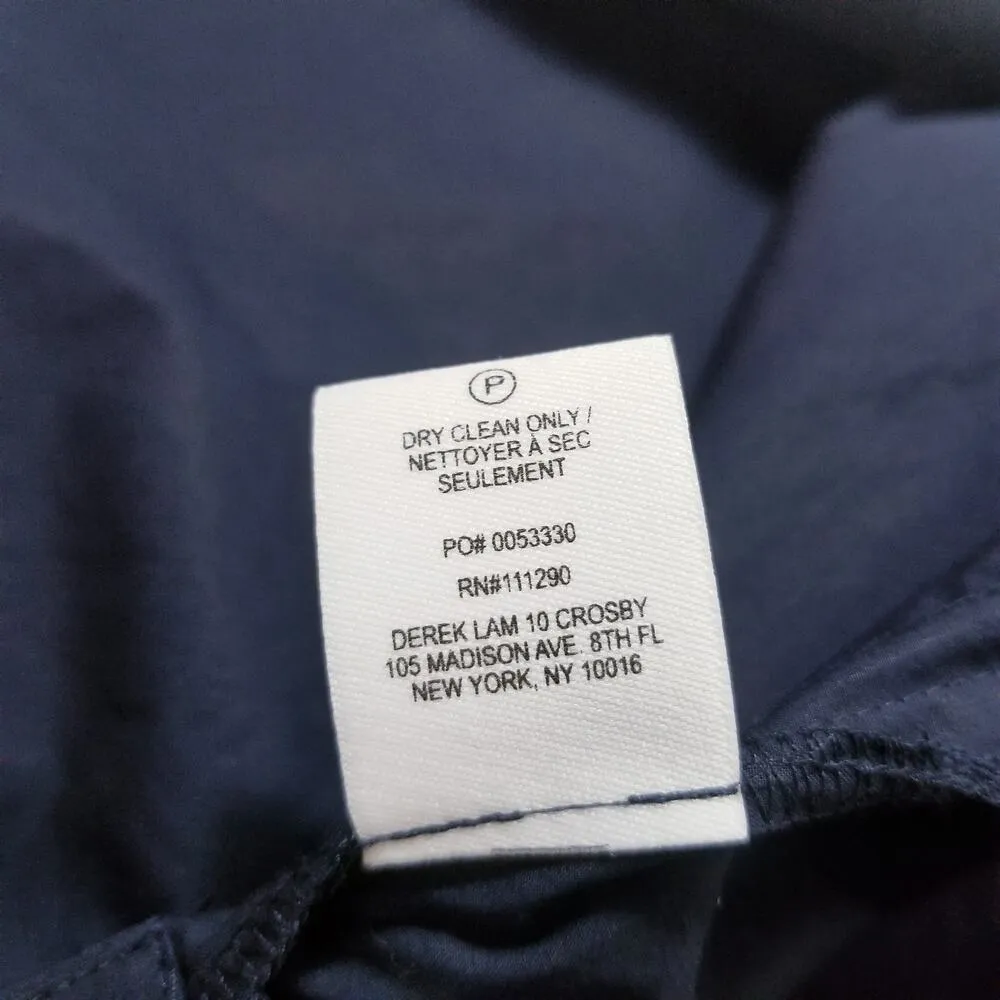 P
DRY CLEAN ONLY /
NETTOYER À SEC
SEULEMENT
PO# 0053330
RN#111290
DEREK LAM 10 CROSBY
105 MADISON AVE. 8TH FL
NEW YORK, NY 10016